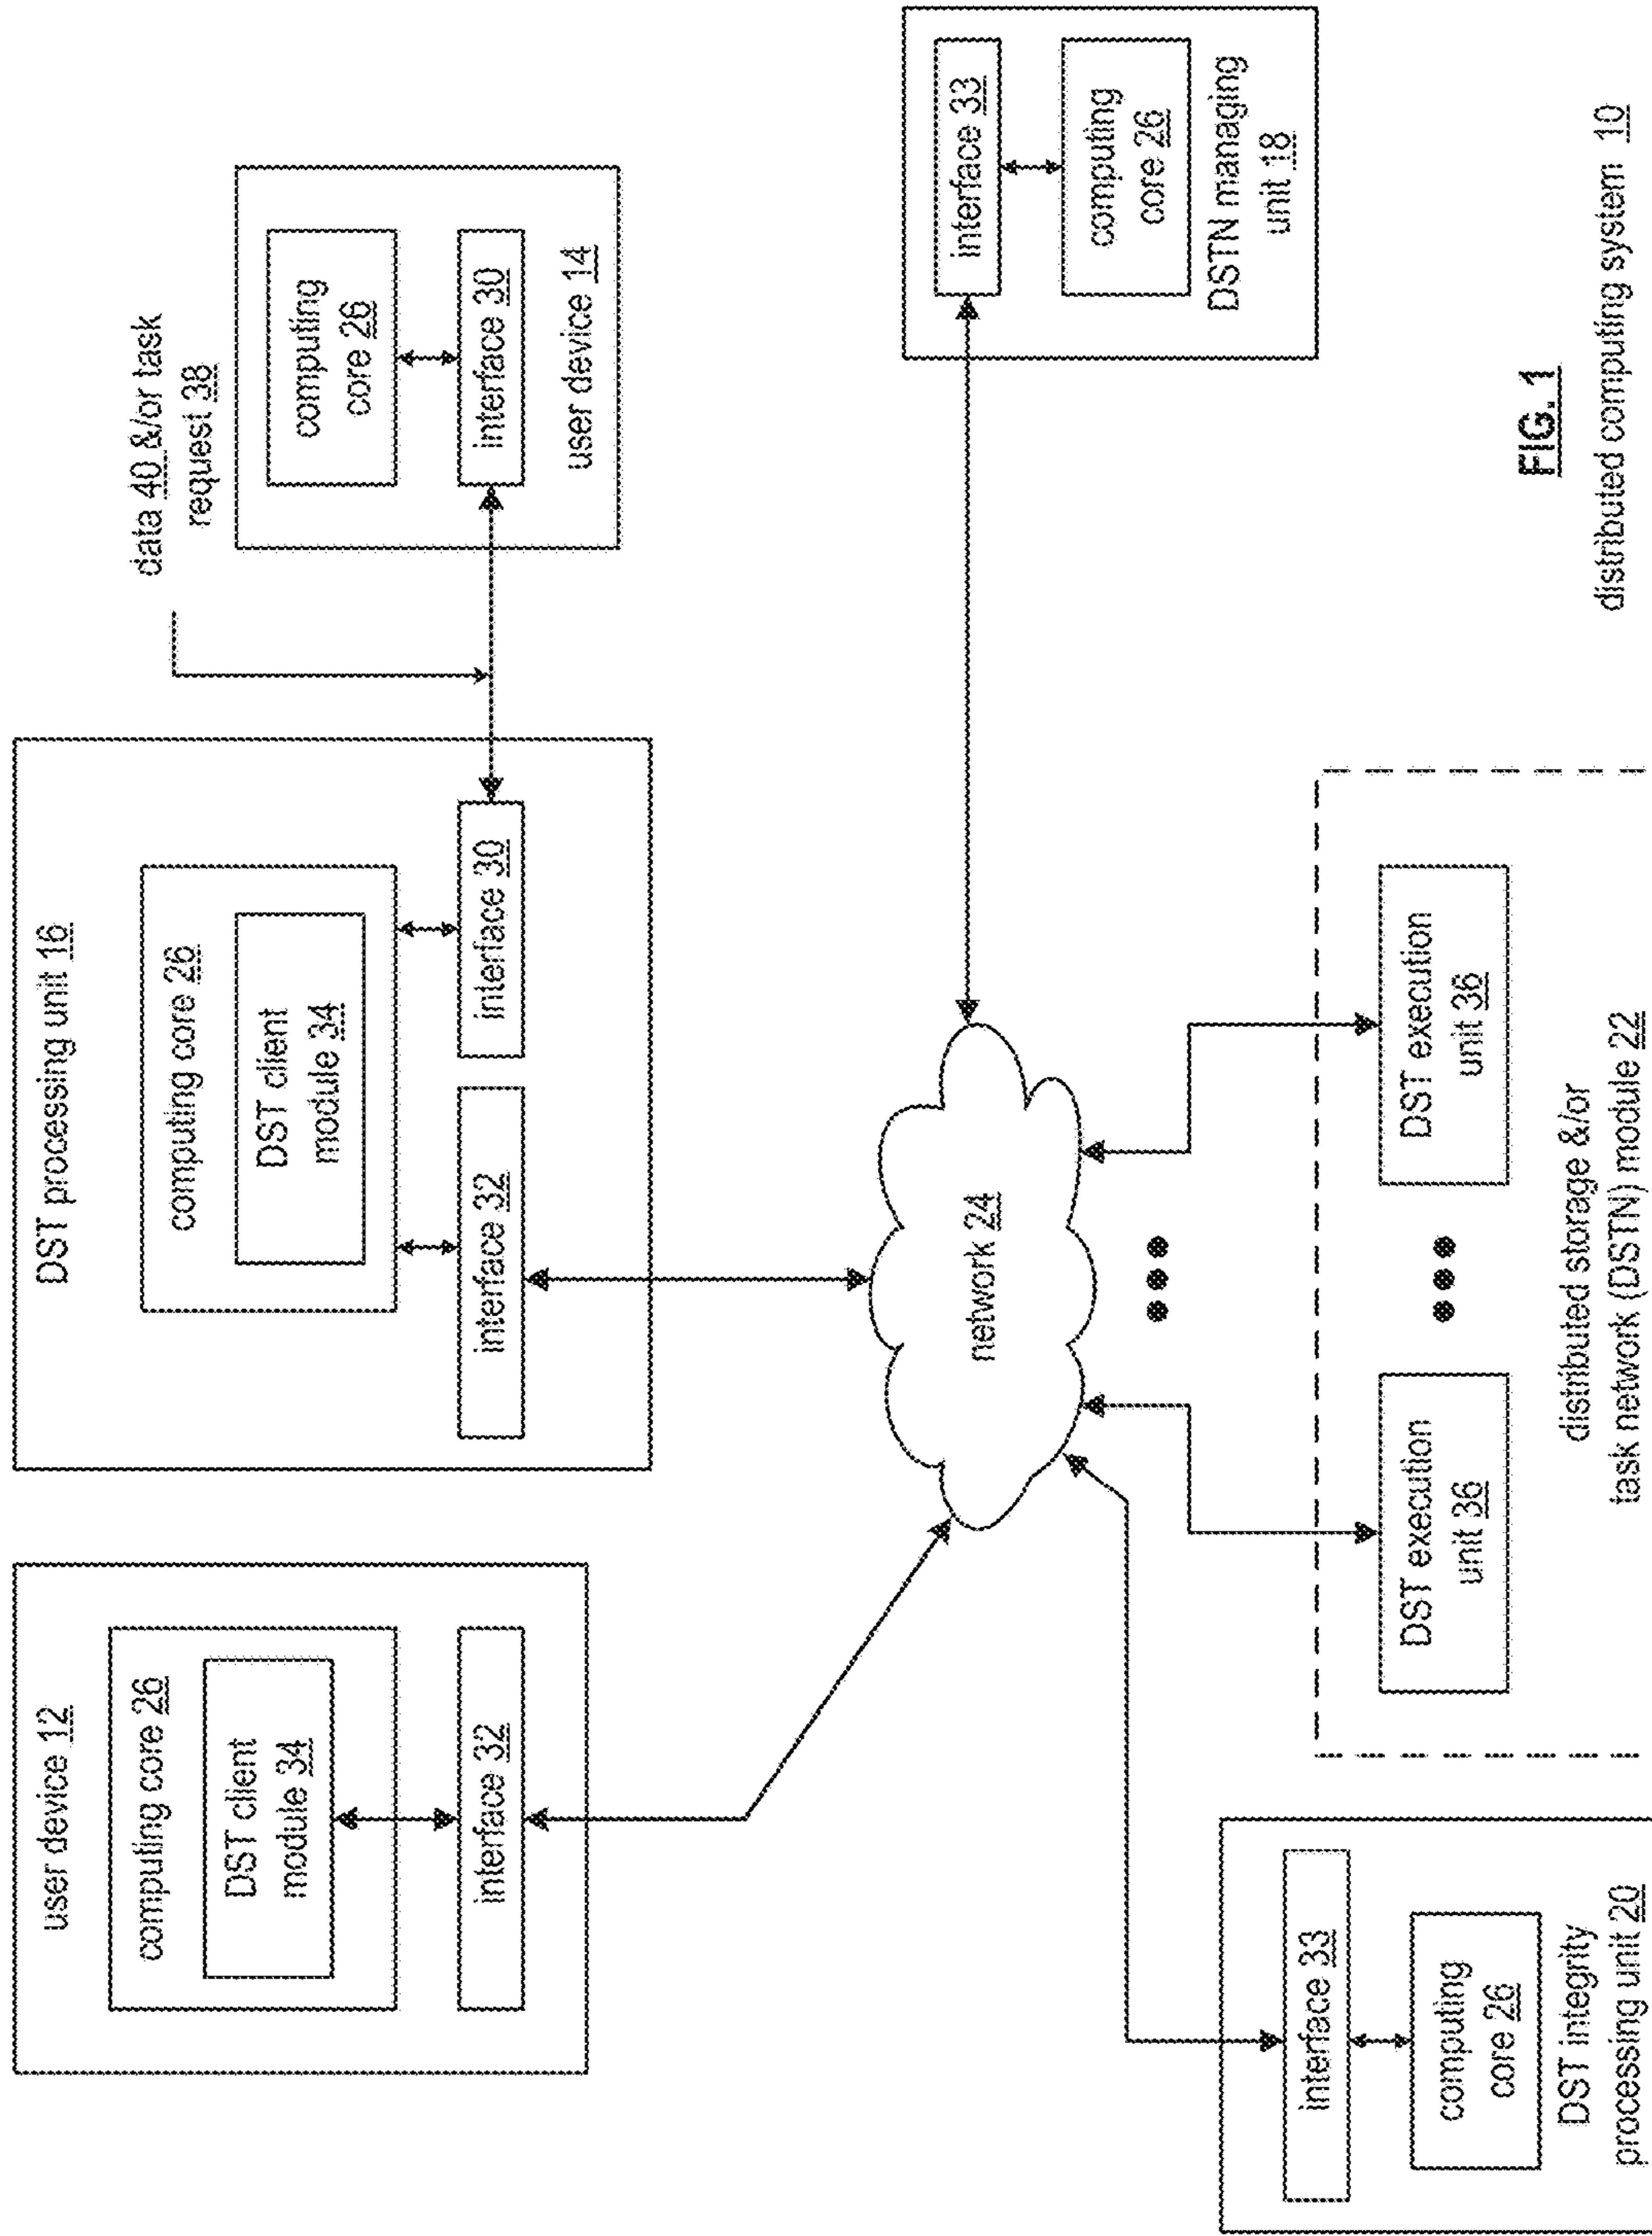 user device 12
computing core 26
DST client
module 34
interface 32
DST processing unit 16
computing core 26
DST client
module 34
interface 32
interface 30
data 40 &/or task
request 38
computing
core 26
interface 30
user device 14
network 24
interface 33
computing
core 26
DSTN managing
unit 18
interface 33
computing
core 26
DST integrity
processing unit 20
DST execution
unit 36
DST execution
unit 36
distributed storage &/or
task network (DSTN) module 22
FIG. 1
distributed computing system 10